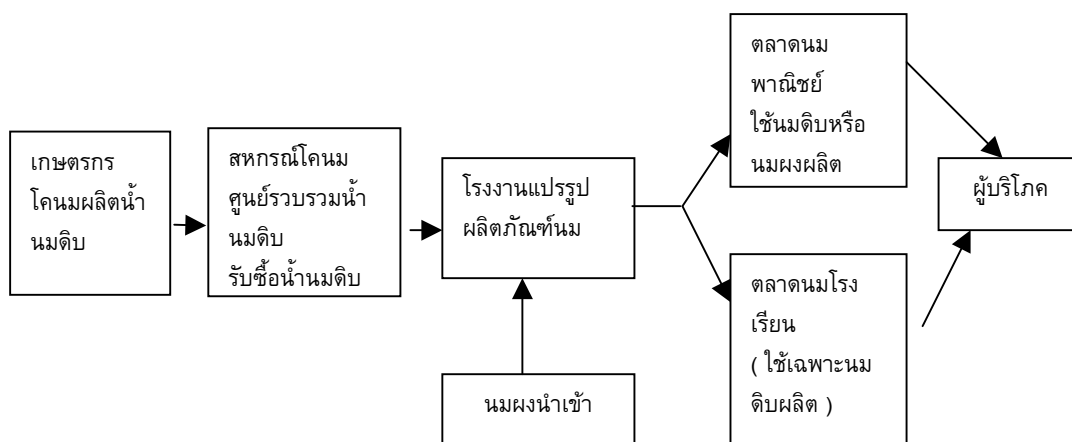 เกษตรกร
โคนมผลิตน้ำ
นมดิบ
สหกรณ์โคนม
ศูนย์รวบรวมน้ำ
นมดิบ
รับซื้อน้ำนมดิบ
โรงงานแปรรูป
ผลิตภัณฑ์นม
นมผงนำเข้า
ตลาดนม
พาณิชย์
ใช้นมดิบหรือ
นมผงผลิต
ตลาดนมโรง
เรียน
( ใช้เฉพาะนม
ดิบผลิต )
ผู้บริโภค